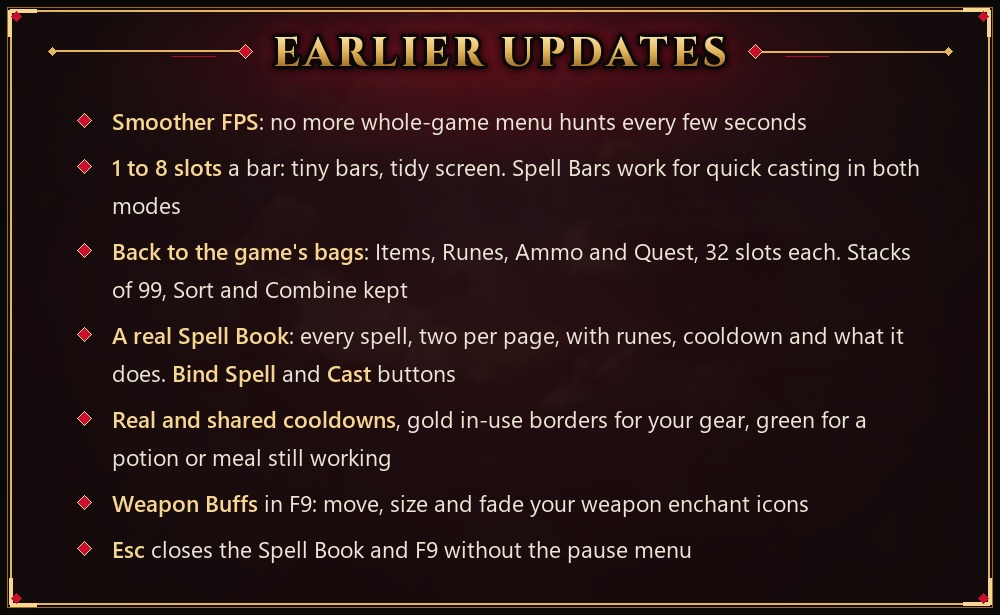 EARLIER UPDATES
Smoother FPS: no more whole-game menu hunts every few seconds
1 to 8 slots a bar: tiny bars, tidy screen. Spell Bars work for quick casting in both
modes
Back to the game's bags: Items, Runes, Ammo and Quest, 32 slots each. Stacks
of 99, Sort and Combine kept
A real Spell Book: every spell, two per page, with runes, cooldown and what it
does. Bind Spell and Cast buttons
Real and shared cooldowns, gold in-use borders for your gear, green for a
potion or meal still working
Weapon Buffs in F9: move, size and fade your weapon enchant icons
Esc closes the Spell Book and F9 without the pause menu